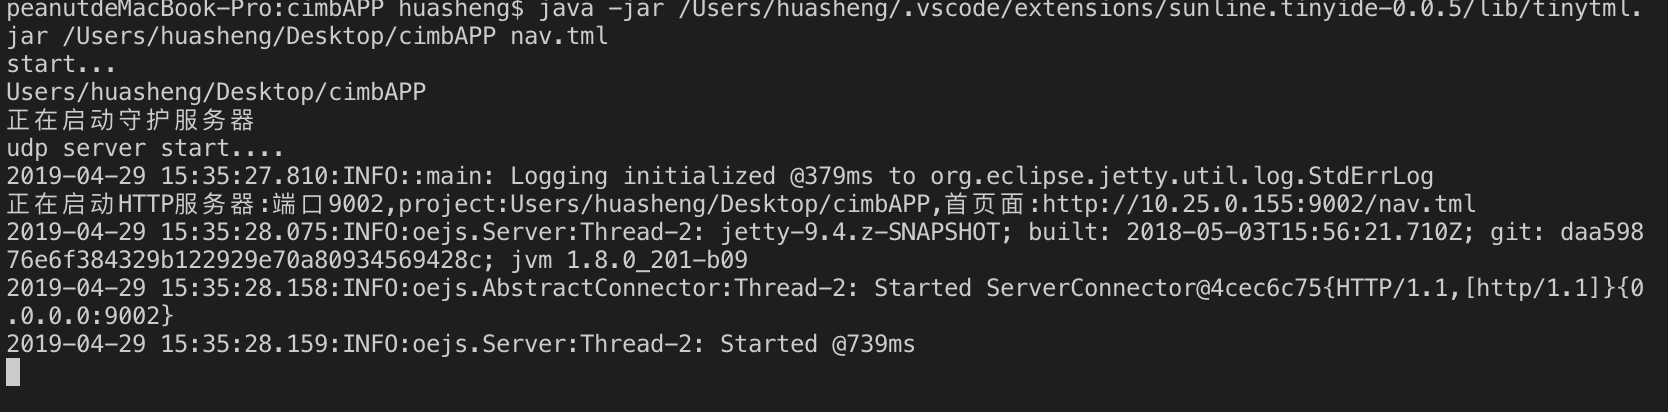 peanutdeMacBook-Pro:cimbAPP huasheng$ java -jar /Users/huasheng/.vscode/extensions/sunline.tinyide-0.0.5/lib/tinytml.
jar /Users/huasheng/Desktop/cimbAPP nav.tml
start...
Users/huasheng/Desktop/cimbAPP
正在启动守护服务器
udp server start....
2019-04-29 15:35:27.810:INFO::main: Logging initialized @379ms to org.eclipse.jetty.util.log.StdErrLog
正在启动HTTP服务器:端口9002,project:Users/huasheng/Desktop/cimbAPP,首页面:http://10.25.0.155:9002/nav.tml
2019-04-29 15:35:28.075:INFO:oejs.Server:Thread-2: jetty-9.4.z-SNAPSHOT; built: 2018-05-03T15:56:21.710Z; git: daa598
76e6f384329b122929e70a80934569428c; jvm 1.8.0_201-b09
2019-04-29 15:35:28.158:INFO:oejs.AbstractConnector:Thread-2: Started ServerConnector@4cec6c75{HTTP/1.1,[http/1.1]}{0
.0.0.0:9002}
2019-04-29 15:35:28.159:INFO:oejs.Server:Thread-2: Started @739ms